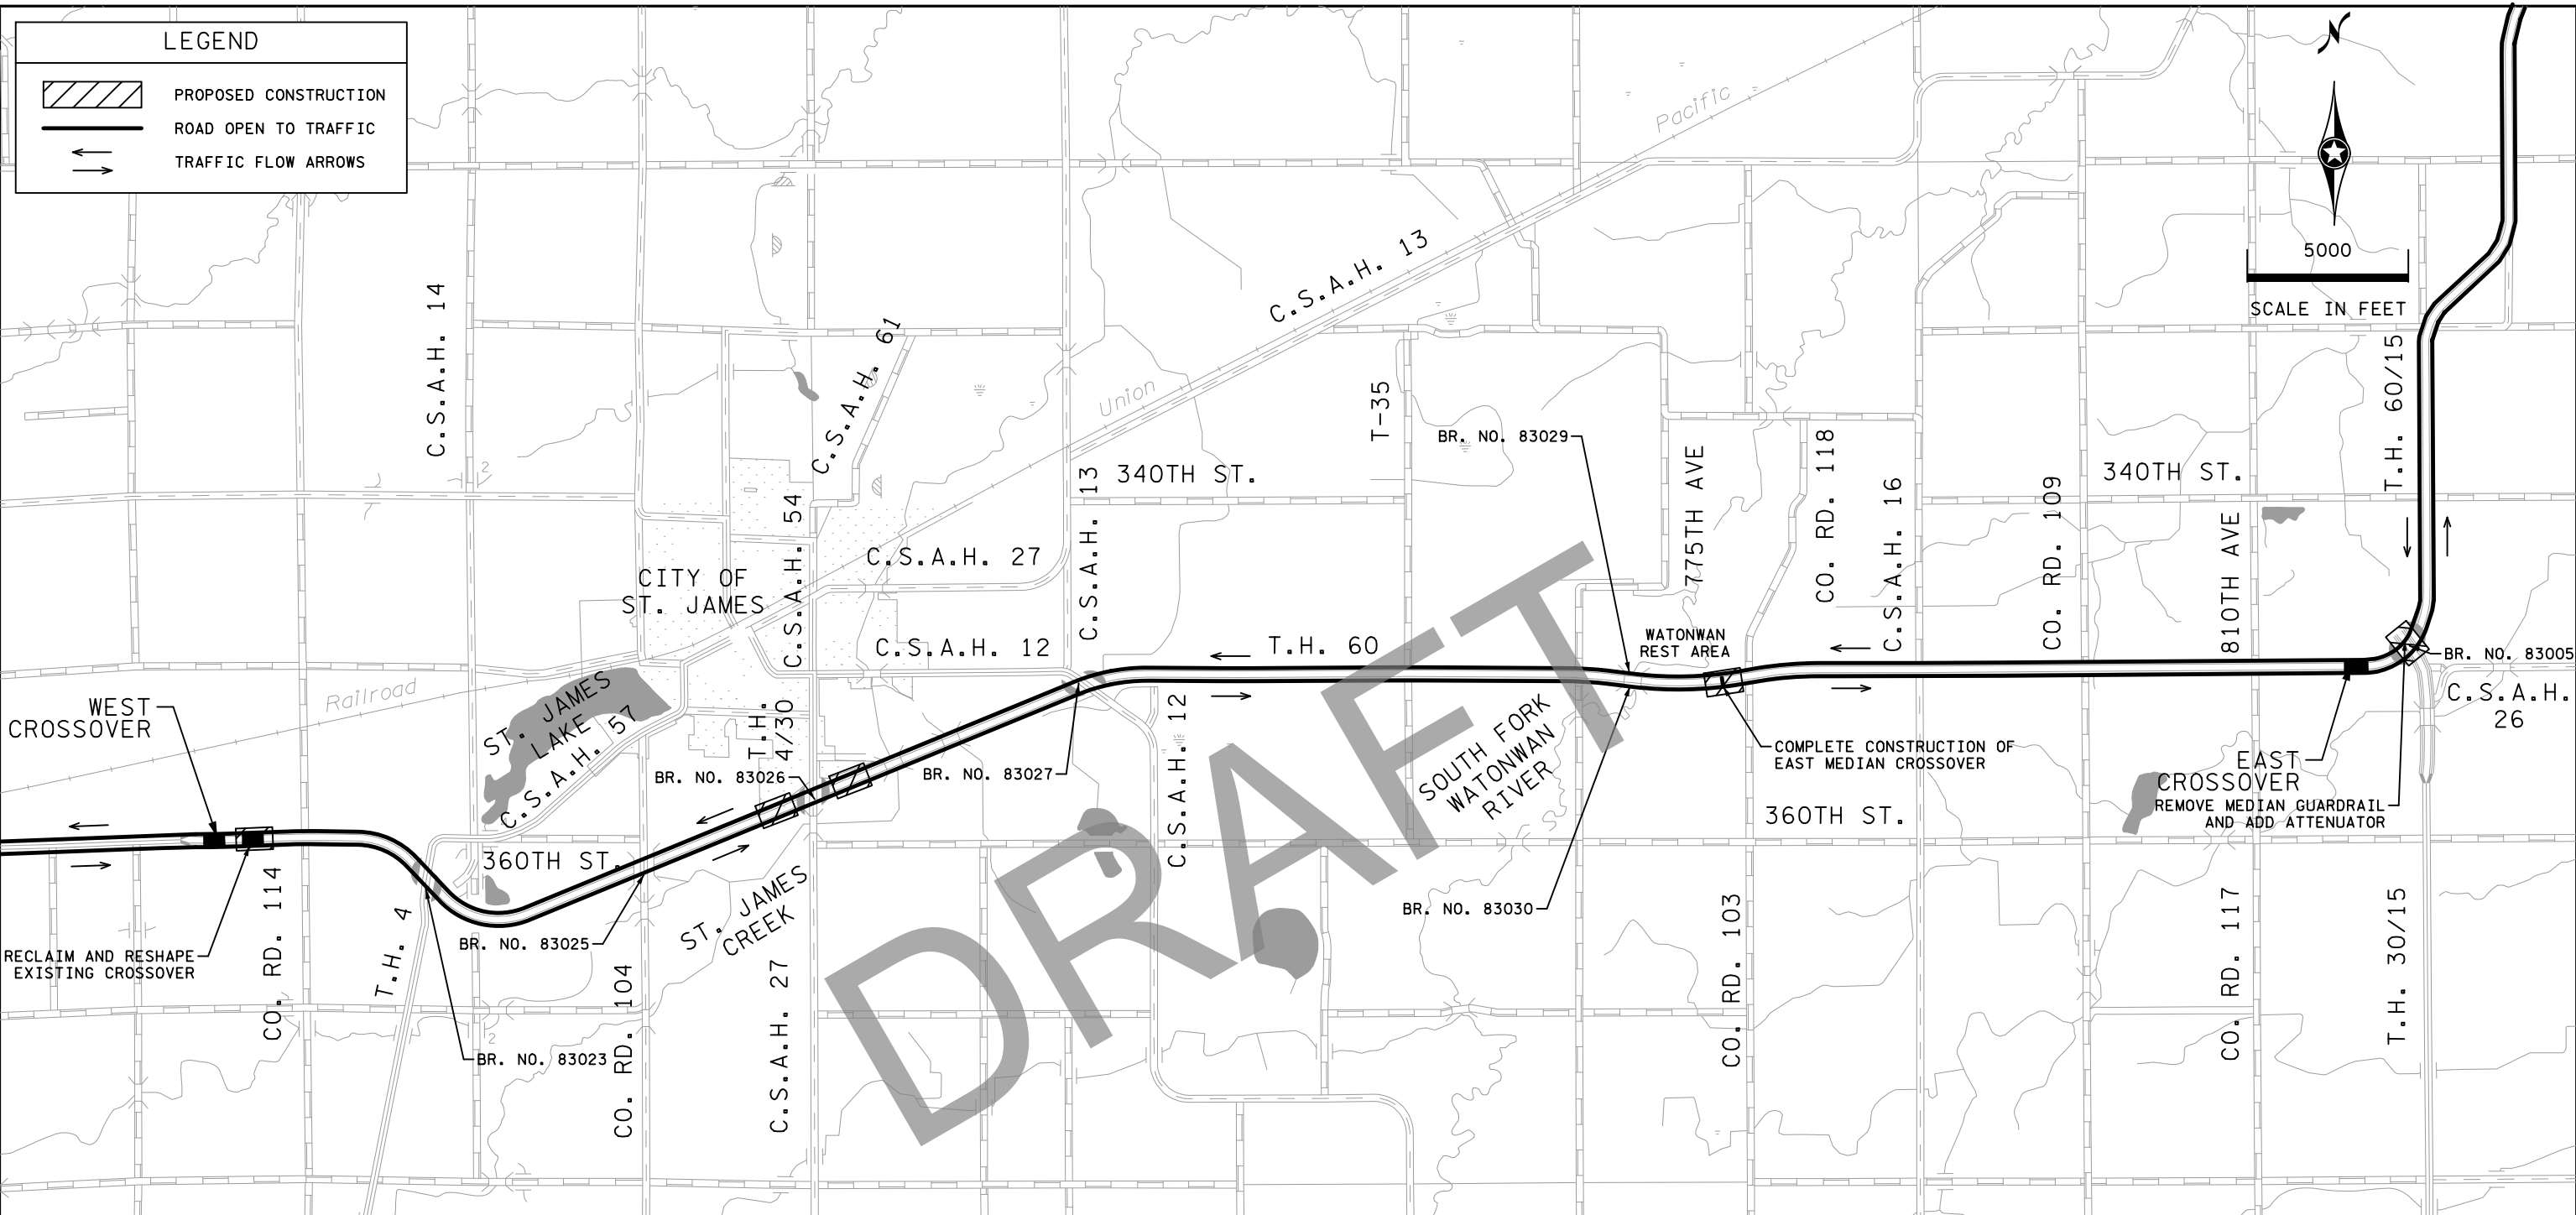 LEGEND
PROPOSED CONSTRUCTION
ROAD OPEN TO TRAFFIC
TRAFFIC FLOW ARROWS
N
5000
SCALE IN FEET
Pacific
Union
Railroad
C.S.A.H. 14
C.S.A.H. 61
C.S.A.H. 13
T-35
BR. NO. 83029
340TH ST.
C.S.A.H. 13
775TH AVE
CO. RD. 118
C.S.A.H. 16
CO. RD. 109
340TH ST.
810TH AVE
T.H. 60/15
2
C.S.A.H. 54
C.S.A.H. 27
CITY OF
ST. JAMES
C.S.A.H. 12
T.H. 60
WATONWAN
REST AREA
BR. NO. 83005
C.S.A.H.
26
WEST
CROSSOVER
ST. JAMES
LAKE
C.S.A.H. 57
T.H.
4/30
BR. NO. 83026
BR. NO. 83027
C.S.A.H. 12
SOUTH FORK
WATONWAN
RIVER
COMPLETE CONSTRUCTION OF
EAST MEDIAN CROSSOVER
EAST
CROSSOVER
REMOVE MEDIAN GUARDRAIL
AND ADD ATTENUATOR
360TH ST.
360TH ST.
RECLAIM AND RESHAPE
EXISTING CROSSOVER
CO. RD. 114
T.H. 4
BR. NO. 83025
ST. JAMES
CREEK
BR. NO. 83030
CO. RD. 103
CO. RD. 117
T.H. 30/15
2
BR. NO. 83023
CO. RD. 104
C.S.A.H. 27
DRAFT